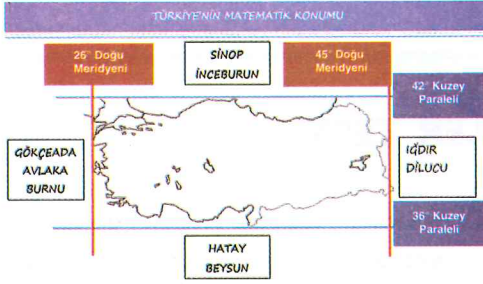 TÜRKİYE'NİN MATEMATİK KONUMU
26° Doğu
Meridyeni
SİNOP
İNCEBURUN
45° Doğu
Meridyeni
42° Kuzey
Paraleli
GÖKÇEADA
AVLAKA
BURNU
IĞDIR
DİLUCU
36° Kuzey
Paraleli
HATAY
BEYSUN